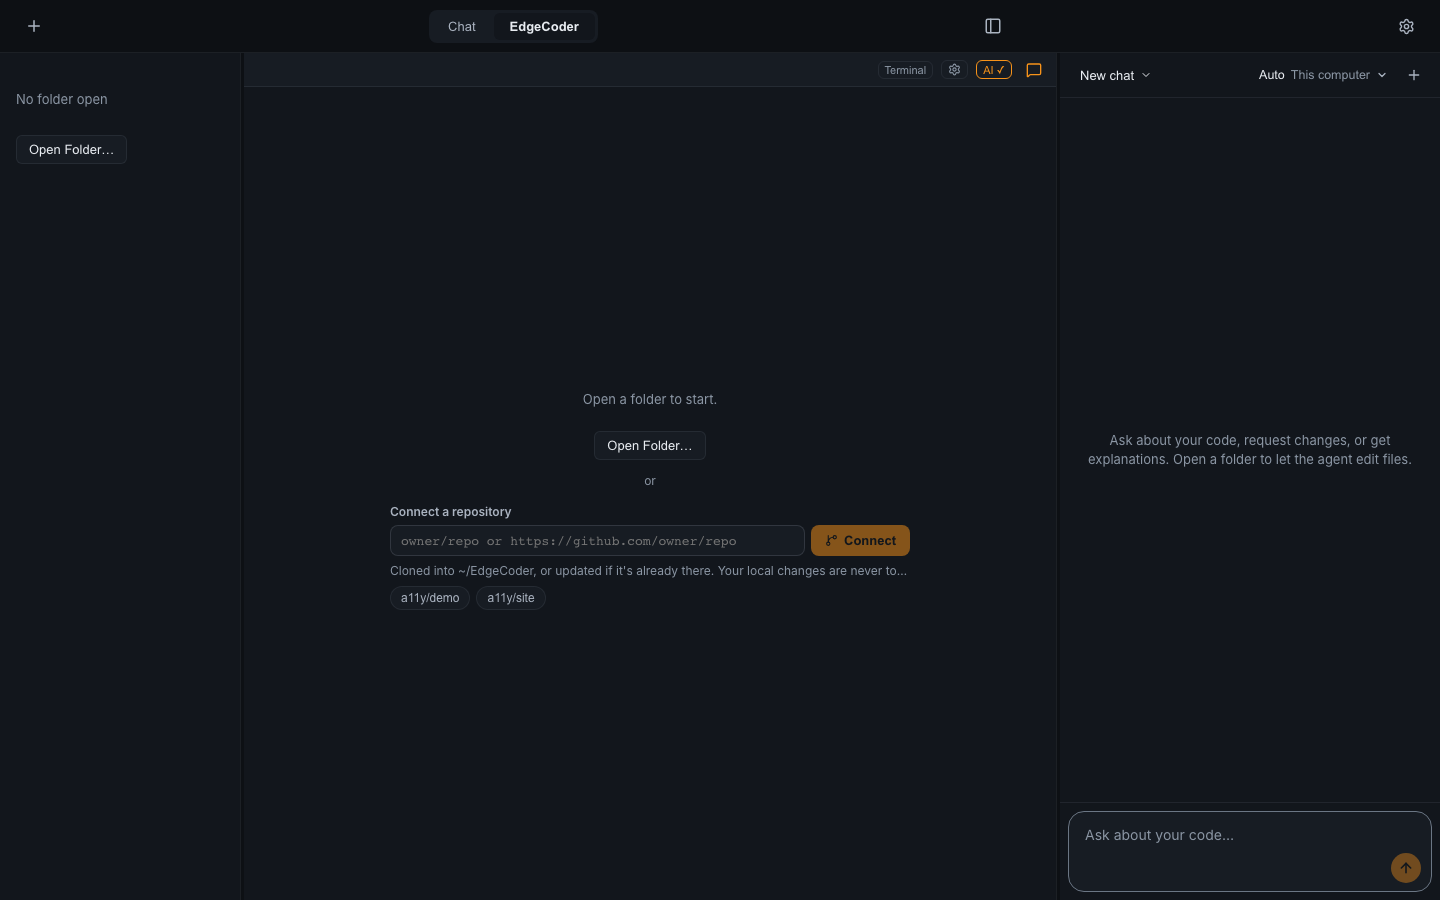 Chat EdgeCoder
No folder open
Open Folder...
Terminal AI ✓
Open a folder to start.
Open Folder...
or
Connect a repository
owner/repo or https://github.com/owner/repo Connect
Cloned into ~/EdgeCoder, or updated if it's already there. Your local changes are never to...
a11y/demo a11y/site
New chat Auto This computer
Ask about your code, request changes, or get
explanations. Open a folder to let the agent edit files.
Ask about your code...